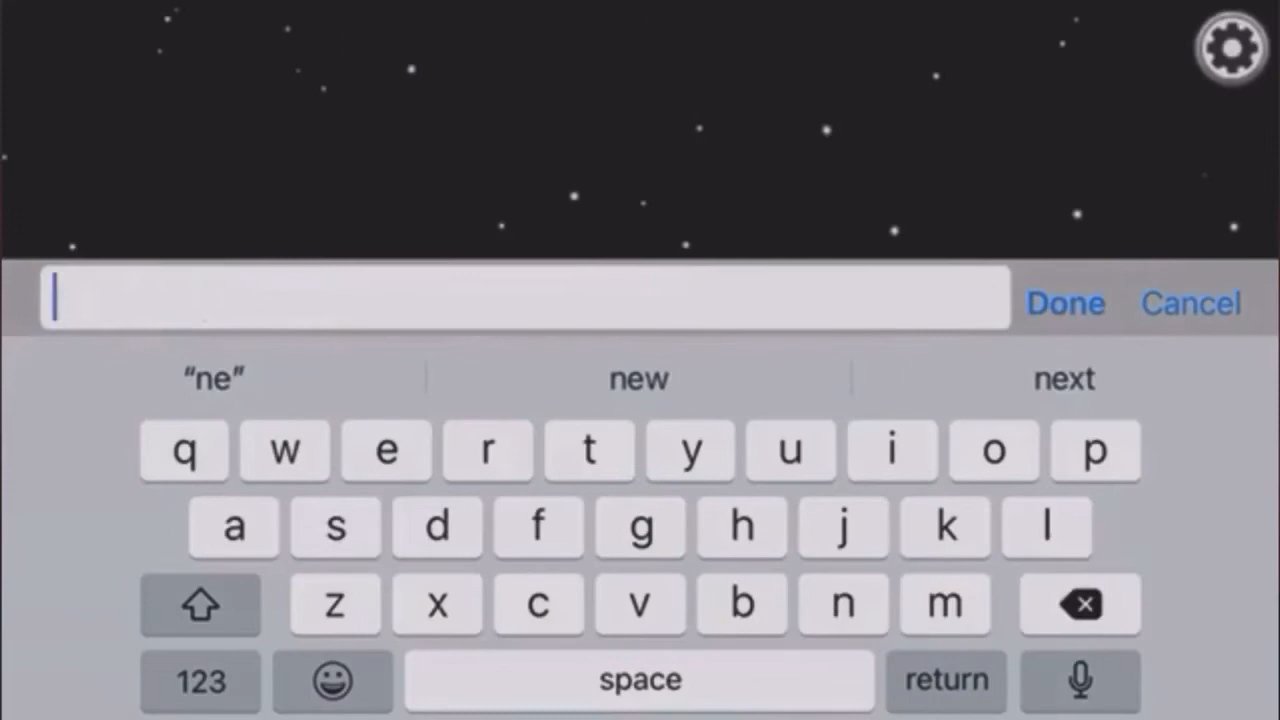 Done Cancel
“ne” new next
q w e r t y u i o p
a s d f g h j k l
z x c v b n m
123 space return